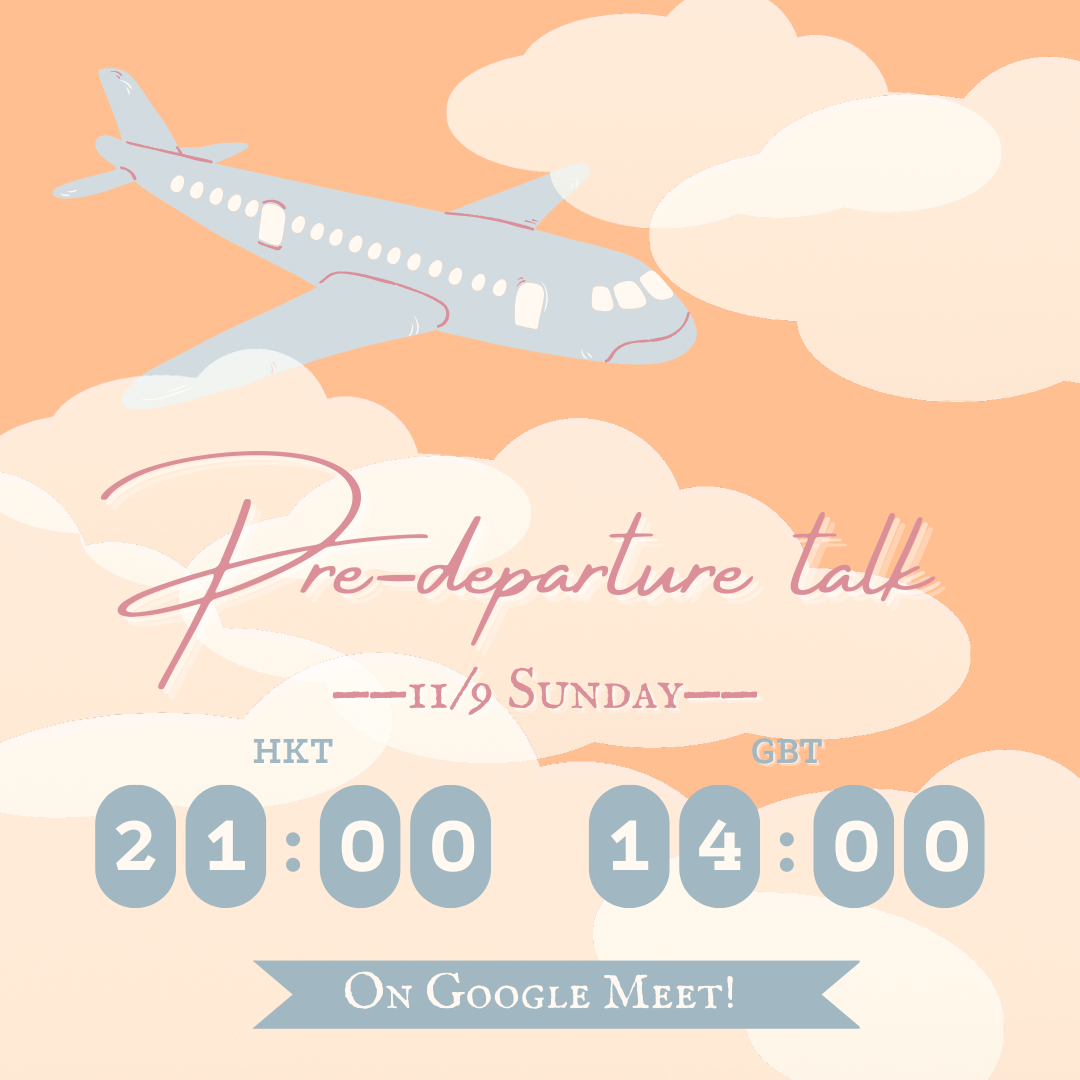 Pre-departure talk
——11/9 Sunday——
HKT GBT
21:00 14:00
On Google Meet!